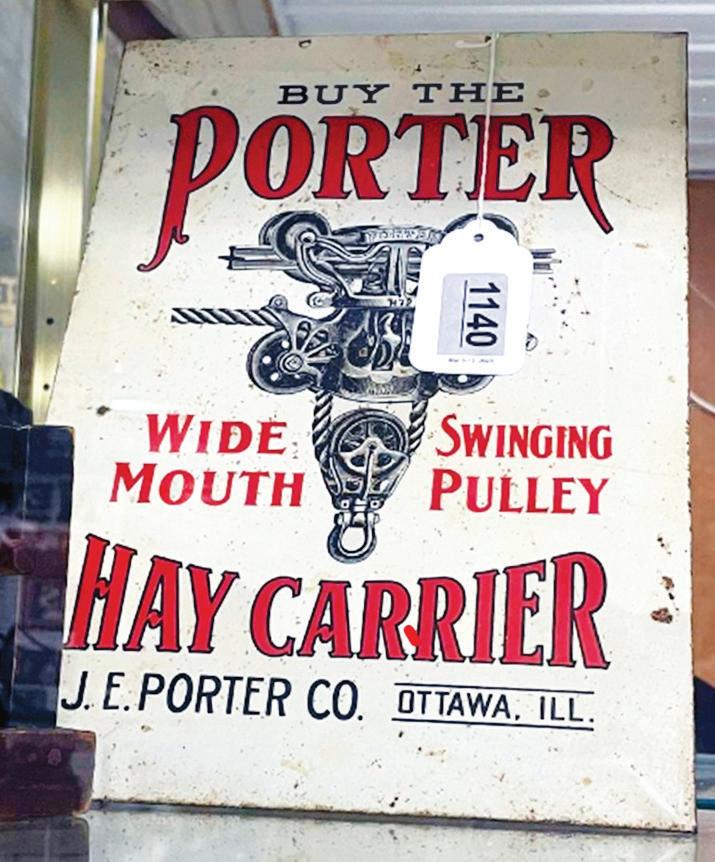 BUY THE
PORTER
1140
WIDE
MOUTH
SWINGING
PULLEY
HAY CARRIER
J. E. PORTER CO. OTTAWA, ILL.